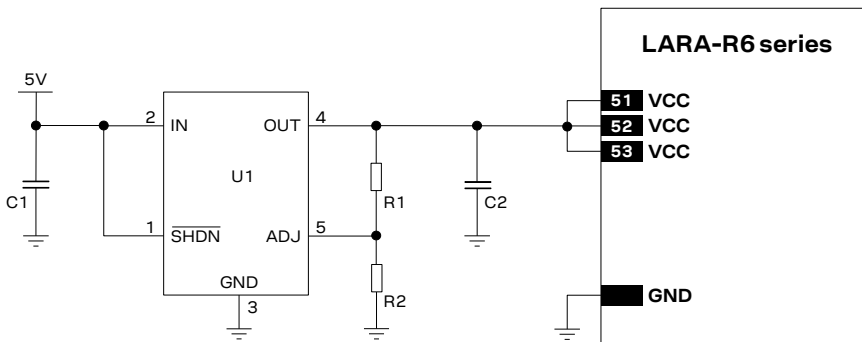 LARA-R6 series
5V
51 VCC
2 IN OUT 4
52 VCC
53 VCC
U1
C1
R1
C2
1 SHDN ADJ 5
GND
R2
3
GND